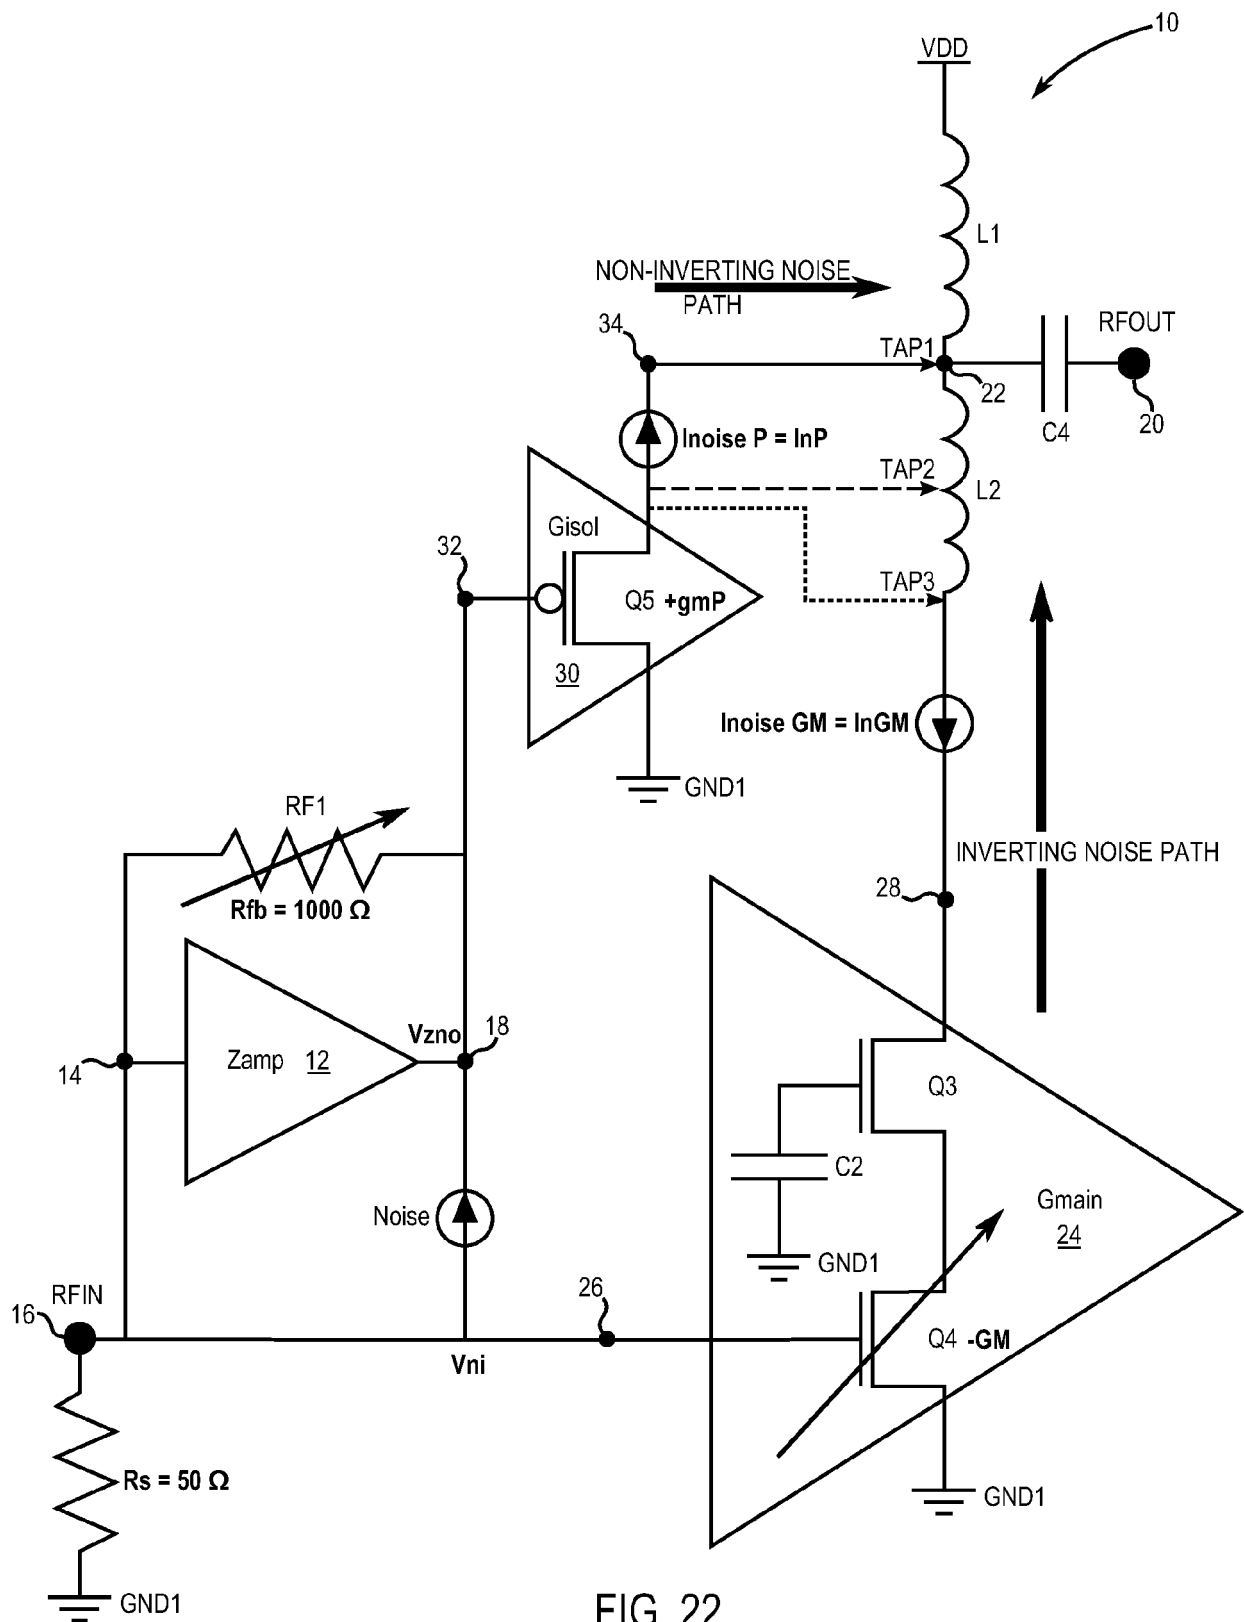 10
VDD
L1
NON-INVERTING NOISE
PATH
34
TAP1
RFOUT
22
20
C4
Inoise P = InP
TAP2
L2
Gisol
32
TAP3
Q5 +gmP
30
Inoise GM = InGM
GND1
RF1
Rfb = 1000 Ω
INVERTING NOISE PATH
28
Vzno
18
14
Zamp 12
Q3
C2
Noise
Gmain
24
GND1
RFIN
26
16
Q4 -GM
Vni
Rs = 50 Ω
GND1
GND1
FIG. 22